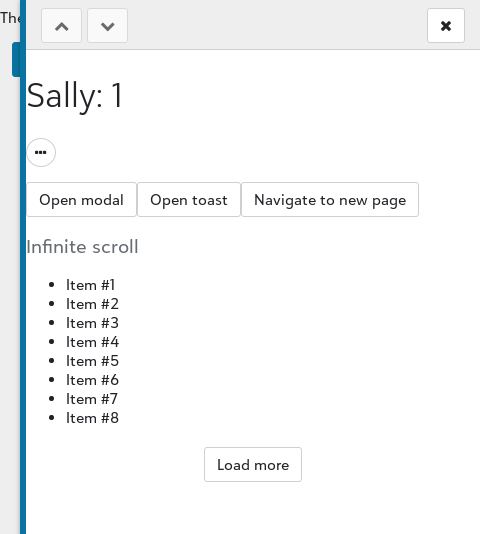 The
Sally: 1
Open modal Open toast Navigate to new page
Infinite scroll
Item #1
Item #2
Item #3
Item #4
Item #5
Item #6
Item #7
Item #8
Load more